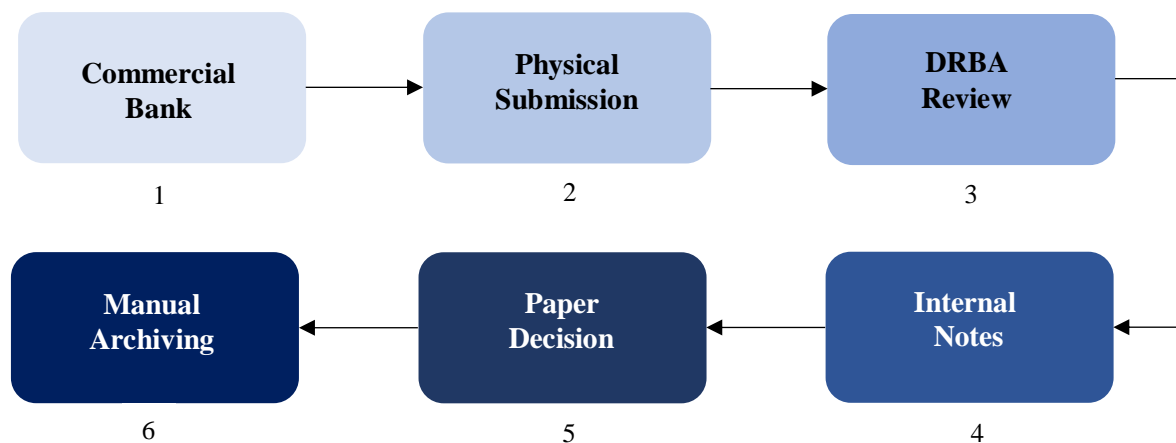 Commercial
Bank
1
Physical
Submission
2
DRBA
Review
3
Internal
Notes
4
Paper
Decision
5
Manual
Archiving
6